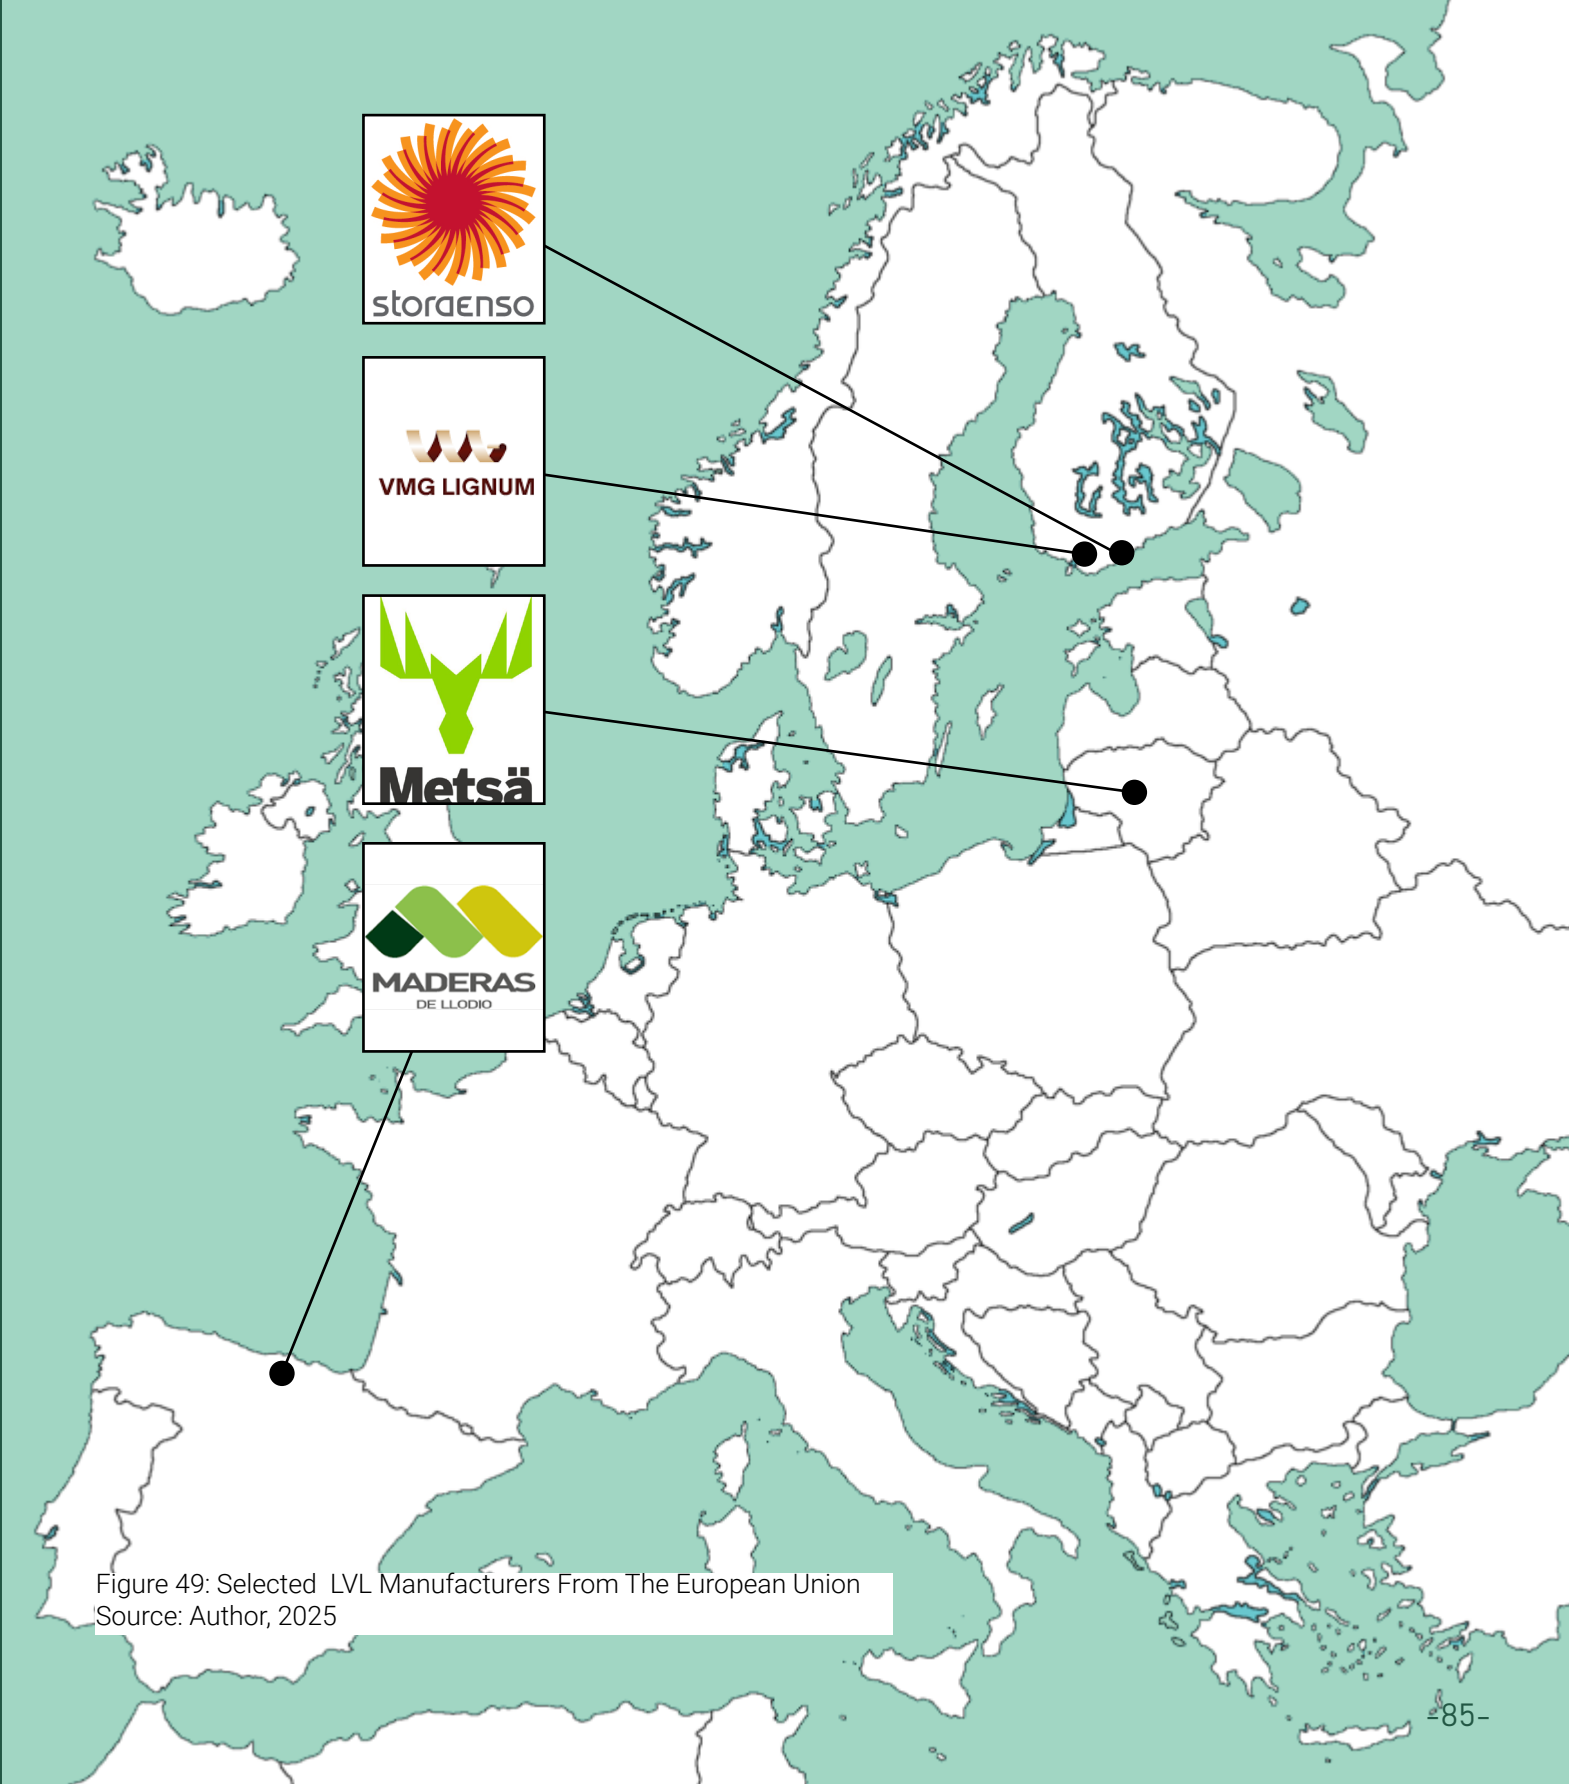 storaenso
VMG LIGNUM
Metsä
MADERAS
DE LLODIO
Figure 49: Selected LVL Manufacturers From The European Union
Source: Author, 2025
-85-